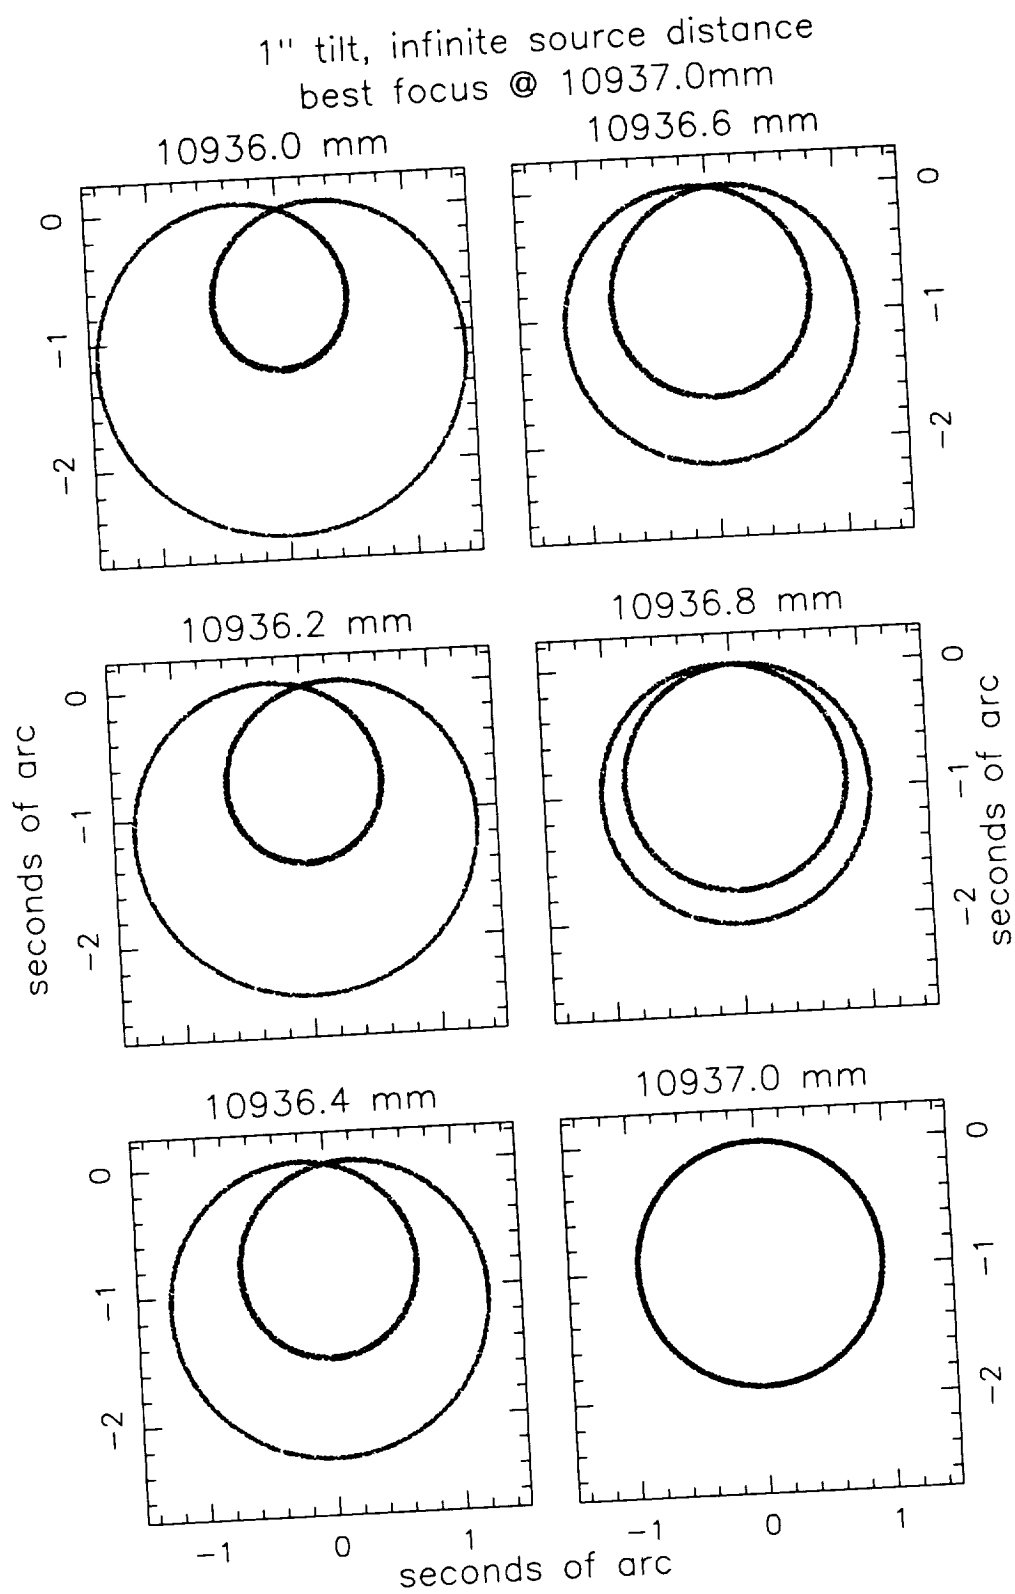 1'' tilt, infinite source distance
best focus @ 10937.0mm
10936.0 mm
10936.6 mm
0
-1
-2
0
-1
-2
10936.2 mm
10936.8 mm
0
-1
-2
seconds of arc
0
-1
-2
seconds of arc
10936.4 mm
10937.0 mm
0
-1
-2
0
-1
-2
-1 0 1
-1 0 1
seconds of arc